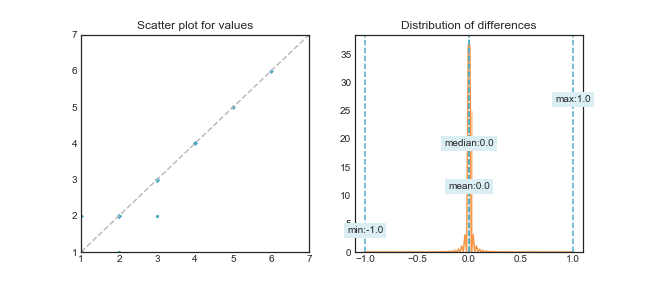 Scatter plot for values
7
6
5
4
3
2
1
1 2 3 4 5 6 7
Distribution of differences
35
30
25
20
15
10
5
0
max:1.0
median:0.0
mean:0.0
min:-1.0
−1.0 −0.5 0.0 0.5 1.0